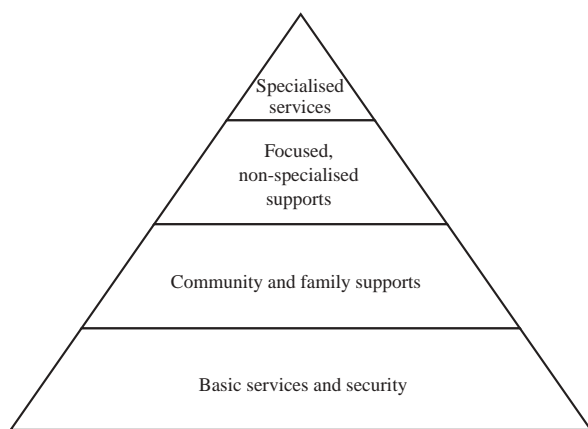 Specialised
services
Focused,
non-specialised
supports
Community and family supports
Basic services and security